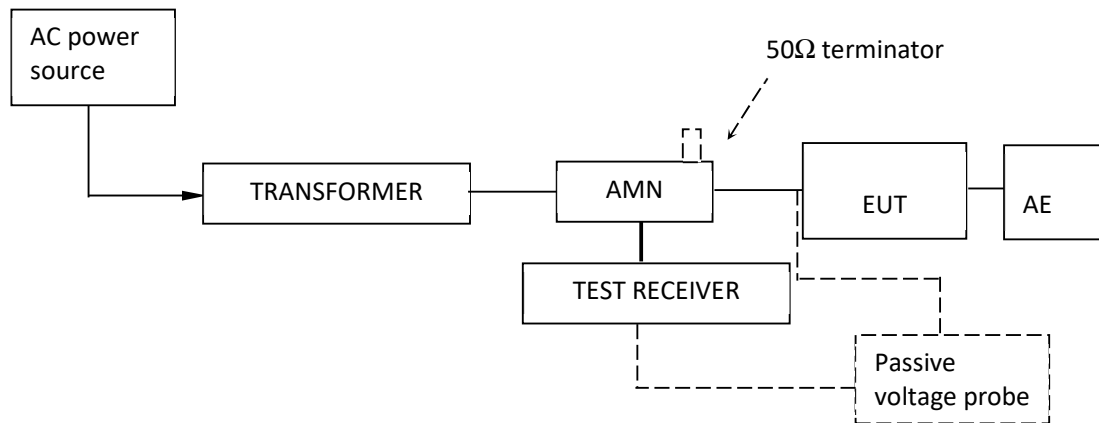 AC power
source
50Ω terminator
TRANSFORMER
AMN
EUT
AE
TEST RECEIVER
Passive
voltage probe